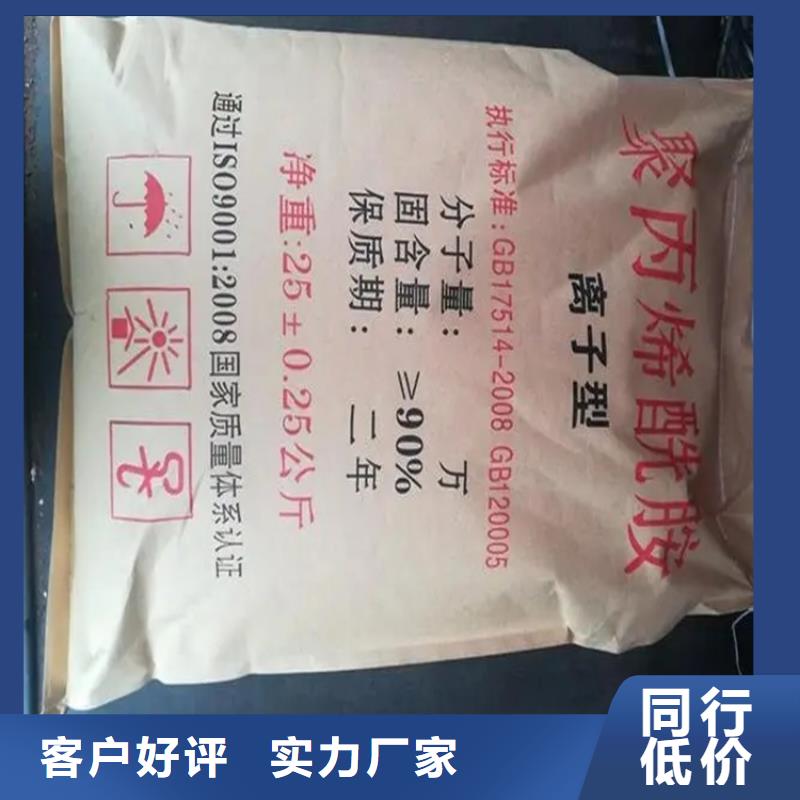 聚丙烯酰胺
离子型
执行标准:GB17514-2008 GB120005
分子量: 万
固含量: ≥90%
保质期: 二年
净重:25±0.25公斤
通过ISO9001:2008国家质量体系认证
客户好评 实力厂家
同行
低价